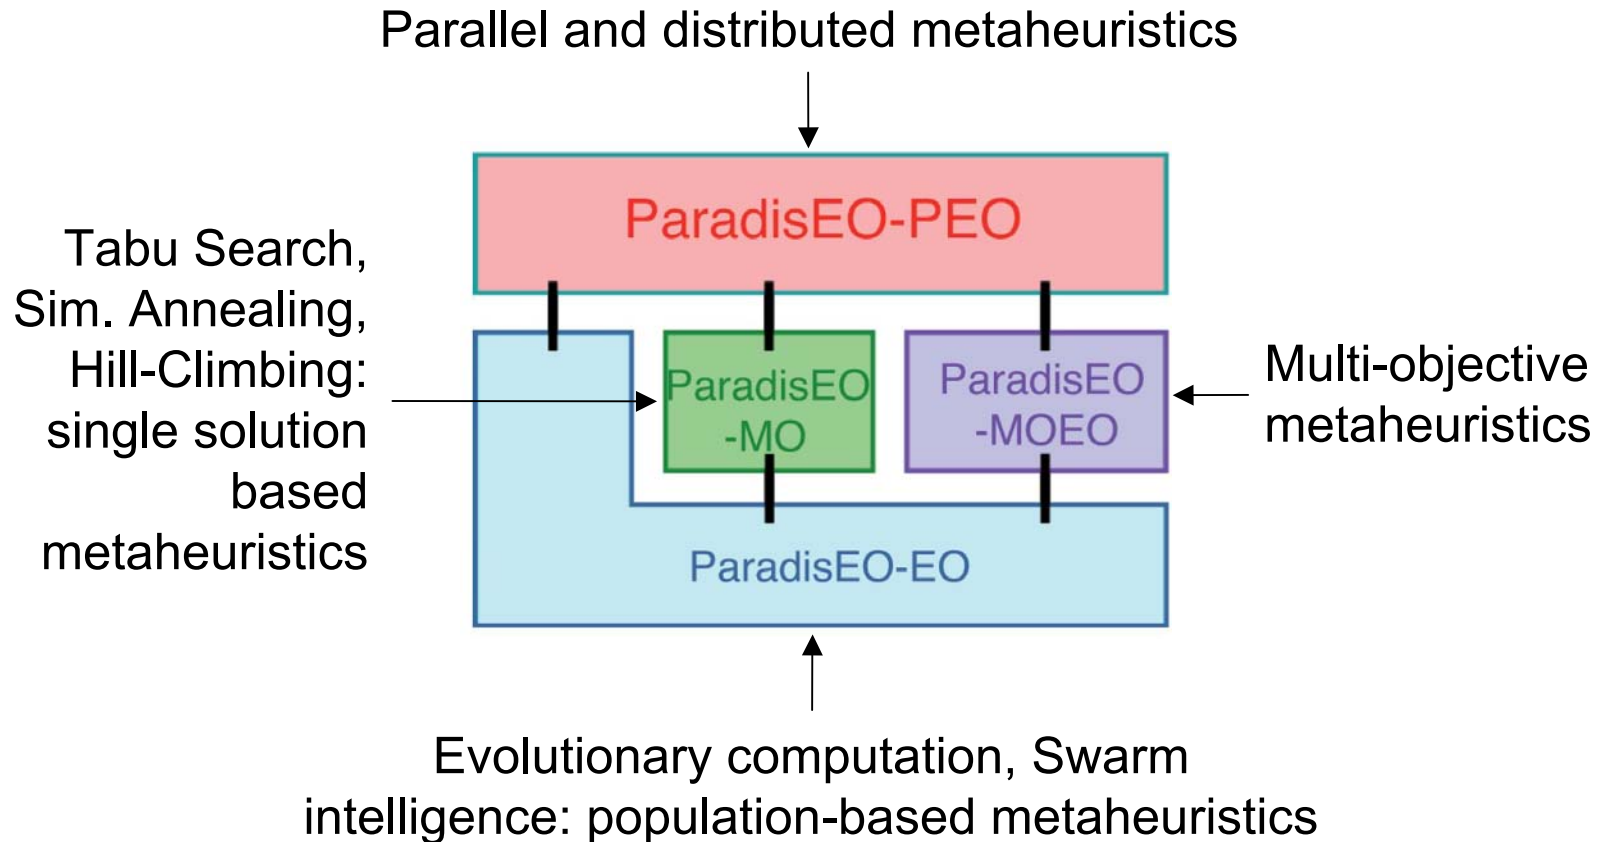 Parallel and distributed metaheuristics
ParadisEO-PEO
Tabu Search,
Sim. Annealing,
Hill-Climbing:
single solution
based
metaheuristics
ParadisEO
-MO
ParadisEO
-MOEO
Multi-objective
metaheuristics
ParadisEO-EO
Evolutionary computation, Swarm
intelligence: population-based metaheuristics